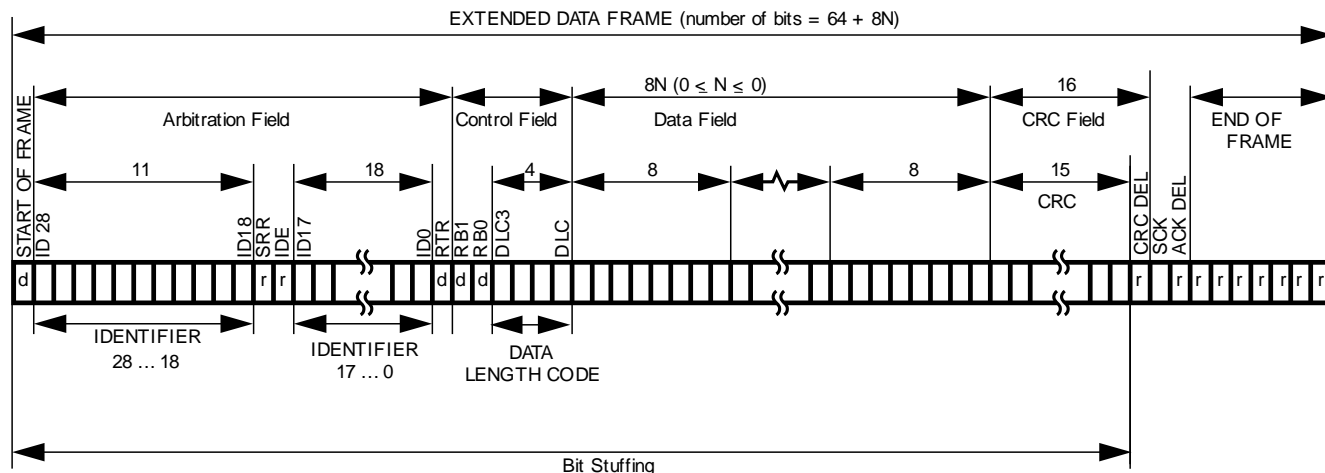 EXTENDED DATA FRAME (number of bits = 64 + 8N)
8N (0 ≤ N ≤ 0)
16
Arbitration Field
Control Field
Data Field
CRC Field
END OF
FRAME
11
18
4
8
8
15
CRC
START OF FRAME
ID 28
ID18
SRR
IDE
ID17
ID0
RTR
RB1
RB0
DLC3
DLC
CRC DEL
SCK
ACK DEL
d r r d d d r r r r r r r r r
IDENTIFIER
28 ... 18
IDENTIFIER
17 ... 0
DATA
LENGTH CODE
Bit Stuffing